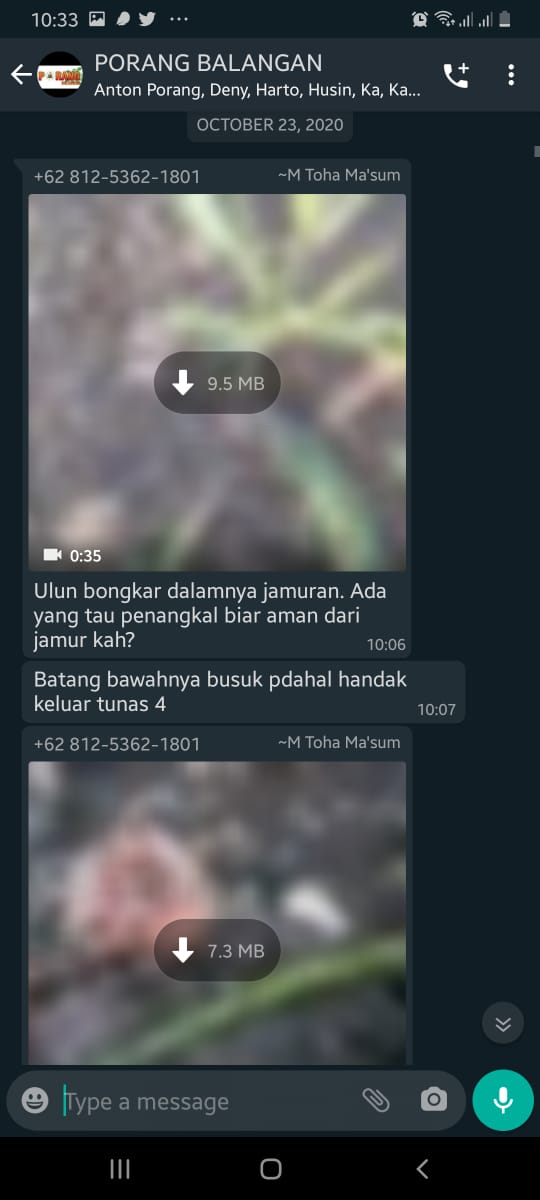 10:33
PORANG BALANGAN
Anton Porang, Deny, Harto, Husin, Ka, Ka...
OCTOBER 23, 2020
+62 812-5362-1801 ~M Toha Ma'sum
9.5 MB
0:35
Ulun bongkar dalamnya jamuran. Ada
yang tau penangkal biar aman dari
jamur kah?
10:06
Batang bawahnya busuk pdahal handak
keluar tunas 4
10:07
+62 812-5362-1801 ~M Toha Ma'sum
7.3 MB
Type a message